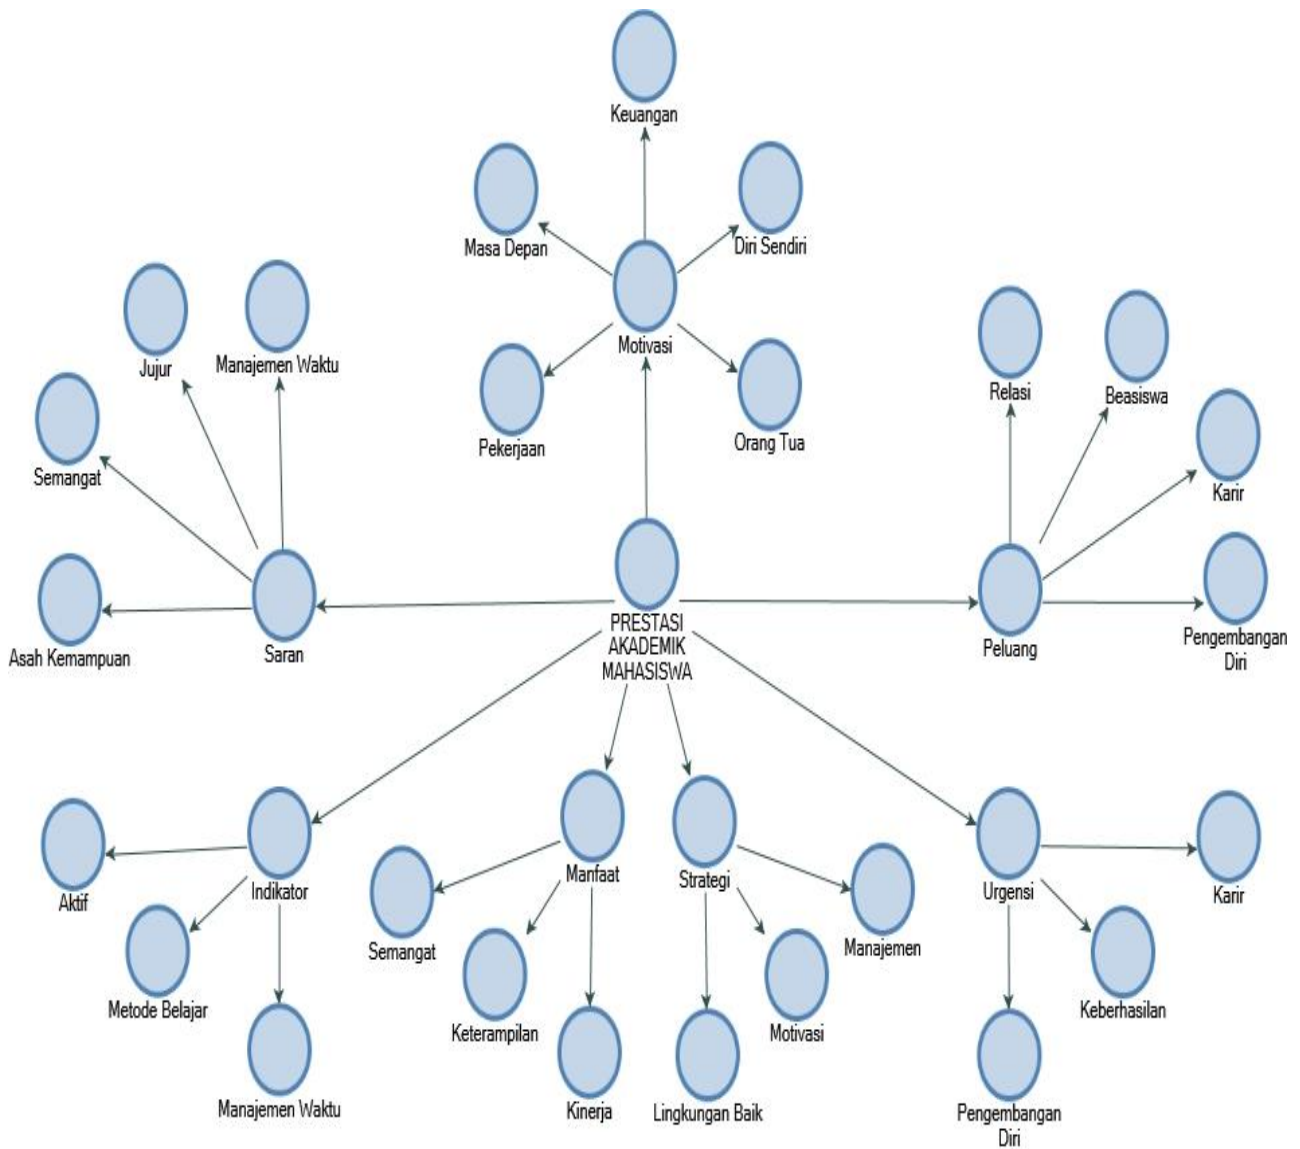 Keuangan
Masa Depan
Diri Sendiri
Motivasi
Pekerjaan
Orang Tua
Jujur
Manajemen Waktu
Semangat
Asah Kemampuan
Saran
Relasi
Beasiswa
Karir
Peluang
Pengembangan
Diri
PRESTASI
AKADEMIK
MAHASISWA
Indikator
Aktif
Metode Belajar
Manajemen Waktu
Manfaat
Semangat
Keterampilan
Kinerja
Strategi
Manajemen
Motivasi
Lingkungan Baik
Urgensi
Karir
Keberhasilan
Pengembangan
Diri